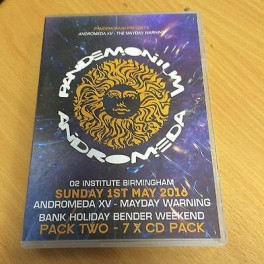 PANDEMONIUM PRESENTS
ANDROMEDA XV - THE MAYDAY WARNING
PANDEMONIUM
ANDROMEDA
O2 INSTITUTE BIRMINGHAM
SUNDAY 1ST MAY 2016
ANDROMEDA XV - MAYDAY WARNING
BANK HOLIDAY BENDER WEEKEND
PACK TWO - 7 X CD PACK